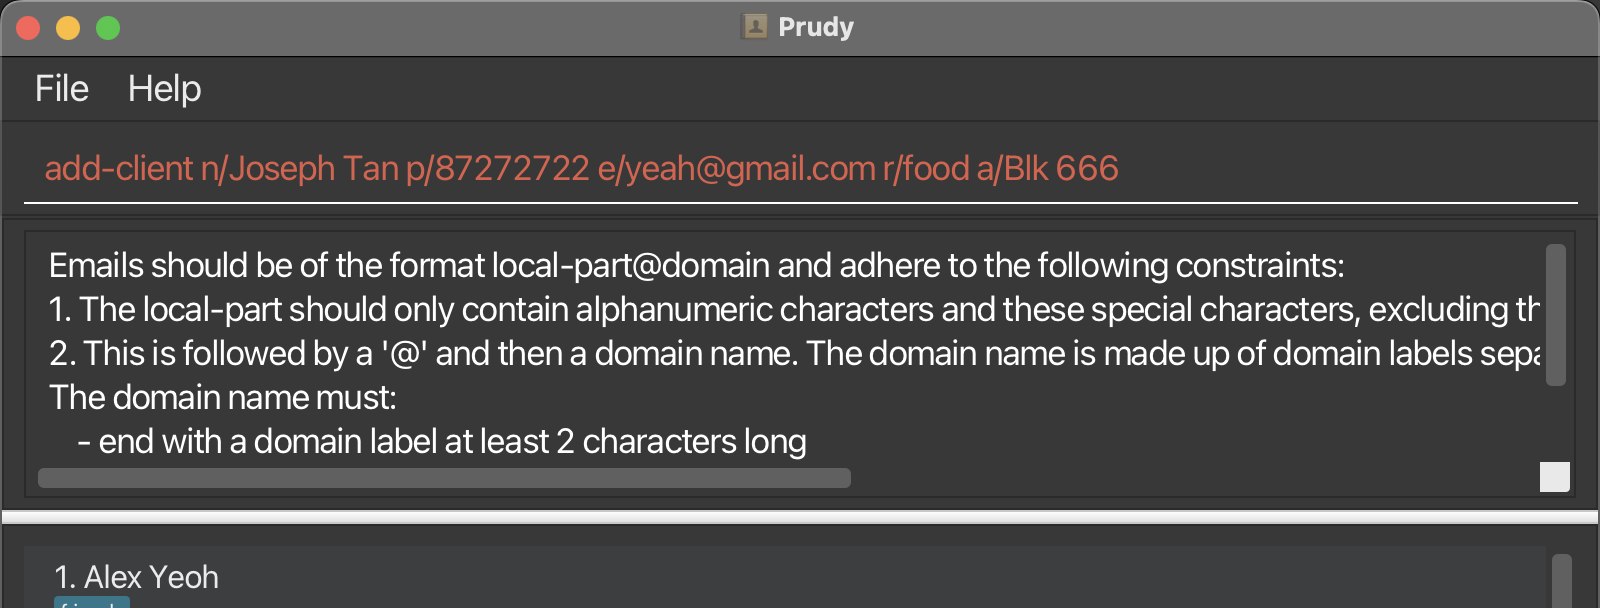 Prudy
File Help
add-client n/Joseph Tan p/87272722 e/yeah@gmail.com r/food a/Blk 666
Emails should be of the format local-part@domain and adhere to the following constraints:
1. The local-part should only contain alphanumeric characters and these special characters, excluding
2. This is followed by a '@' and then a domain name. The domain name is made up of domain labels
The domain name must:
- end with a domain label at least 2 characters long
1. Alex Yeoh